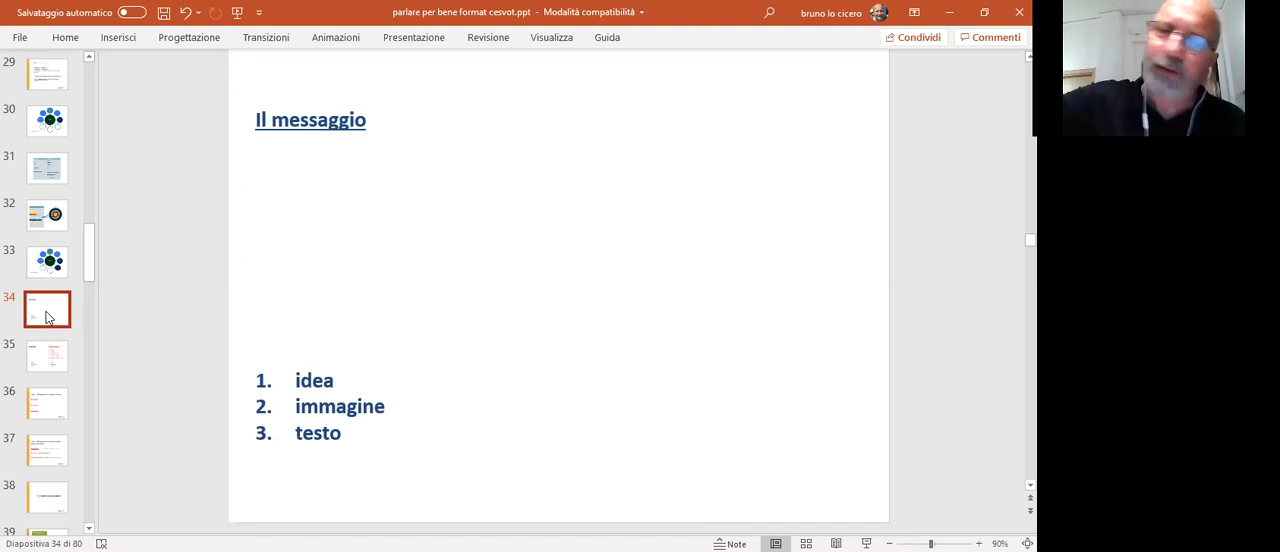 Salvataggio automatico
parlare per bene format cesvot.ppt - Modalità compatibilità
bruno lo cicero
File Home Inserisci Progettazione Transizioni Animazioni Presentazione Revisione Visualizza Guida Condividi Commenti
29
30
31
32
33
34
35
36
37
38
39
Il messaggio
1. idea
2. immagine
3. testo
Diapositiva 34 di 80
Note
90%